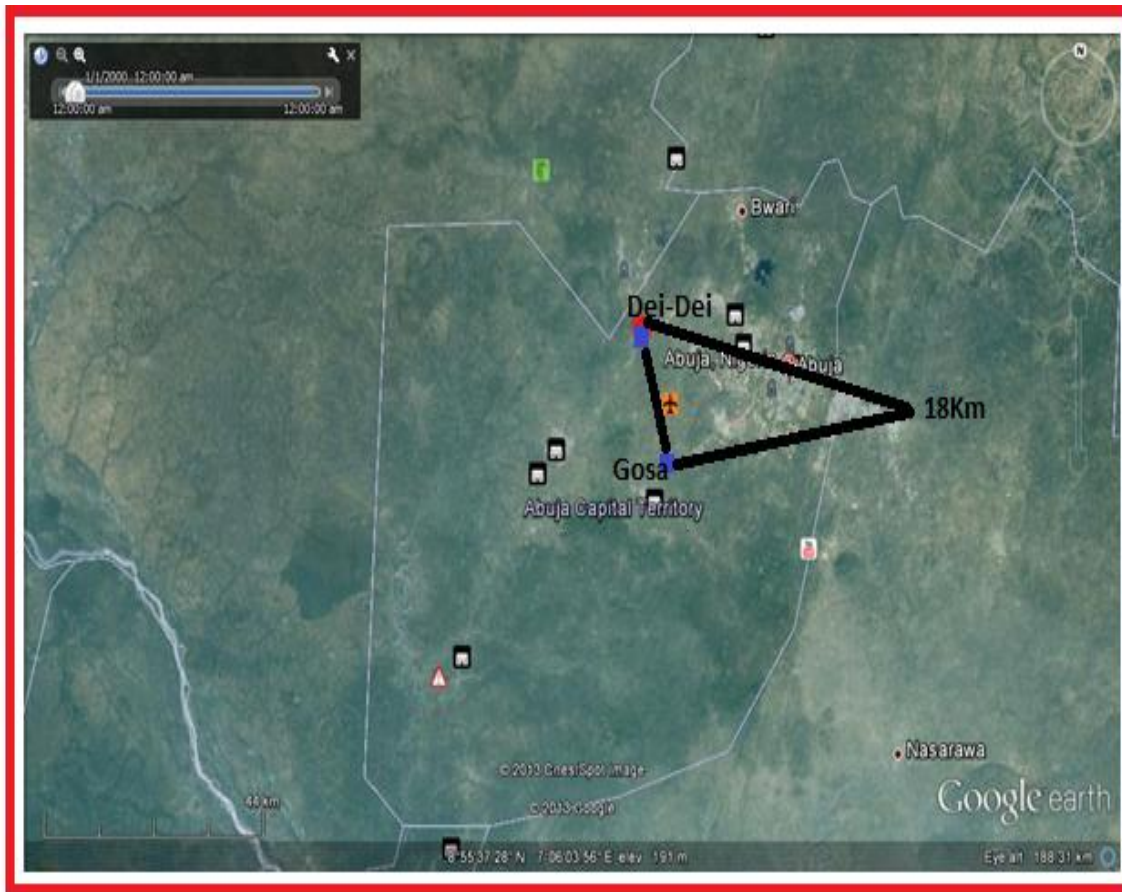 1/1/2000 12:00:00 am
12:00:00 am 12:00:00 am
N
Bwari
Dei-Dei
Abuja, Nigeria Abuja
18Km
Gosa
Abuja Capital Territory
Nasarawa
© 2013 Cnes/Spot Image
© 2013 Google
Google earth
44 km
8°55'37.28" N 7°06'03.56" E elev 191 m
Eye alt 188.31 km